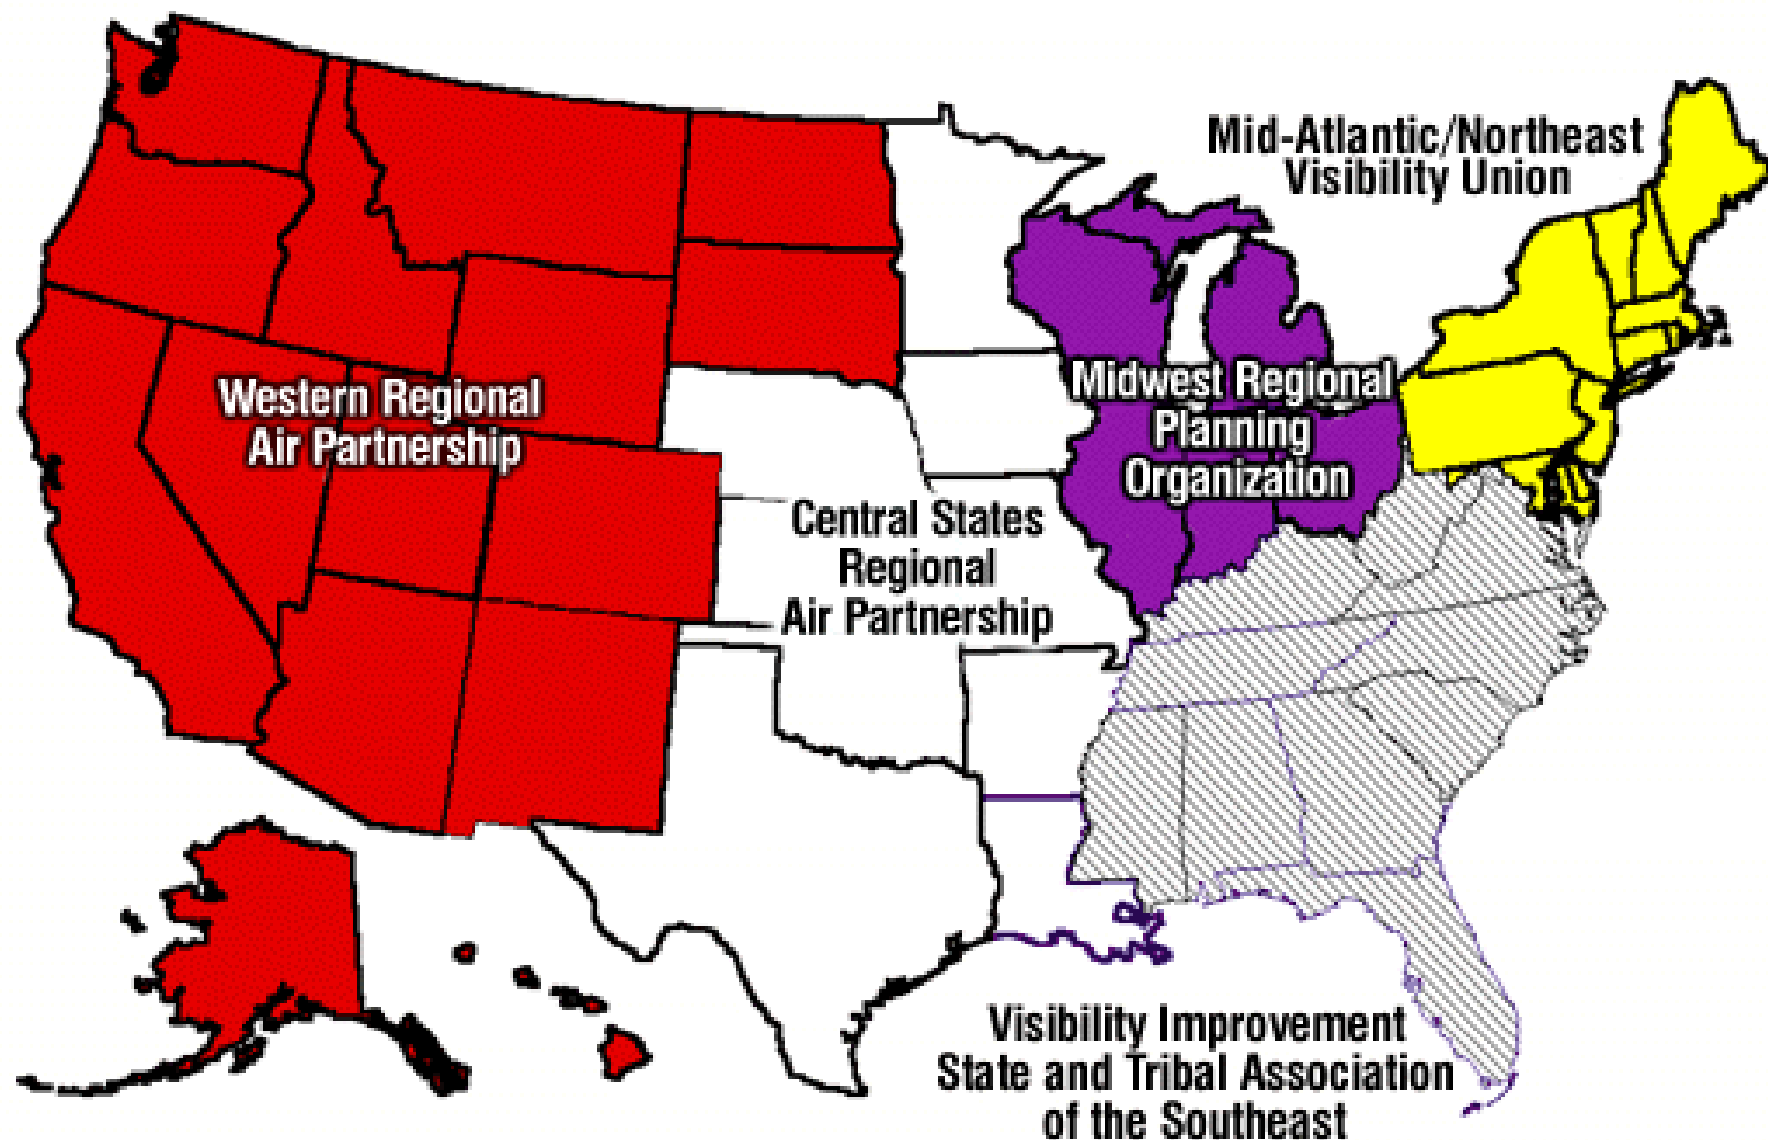 Mid-Atlantic/Northeast
Visibility Union
Western Regional
Air Partnership
Midwest Regional
Planning
Organization
Central States
Regional
Air Partnership
Visibility Improvement
State and Tribal Association
of the Southeast